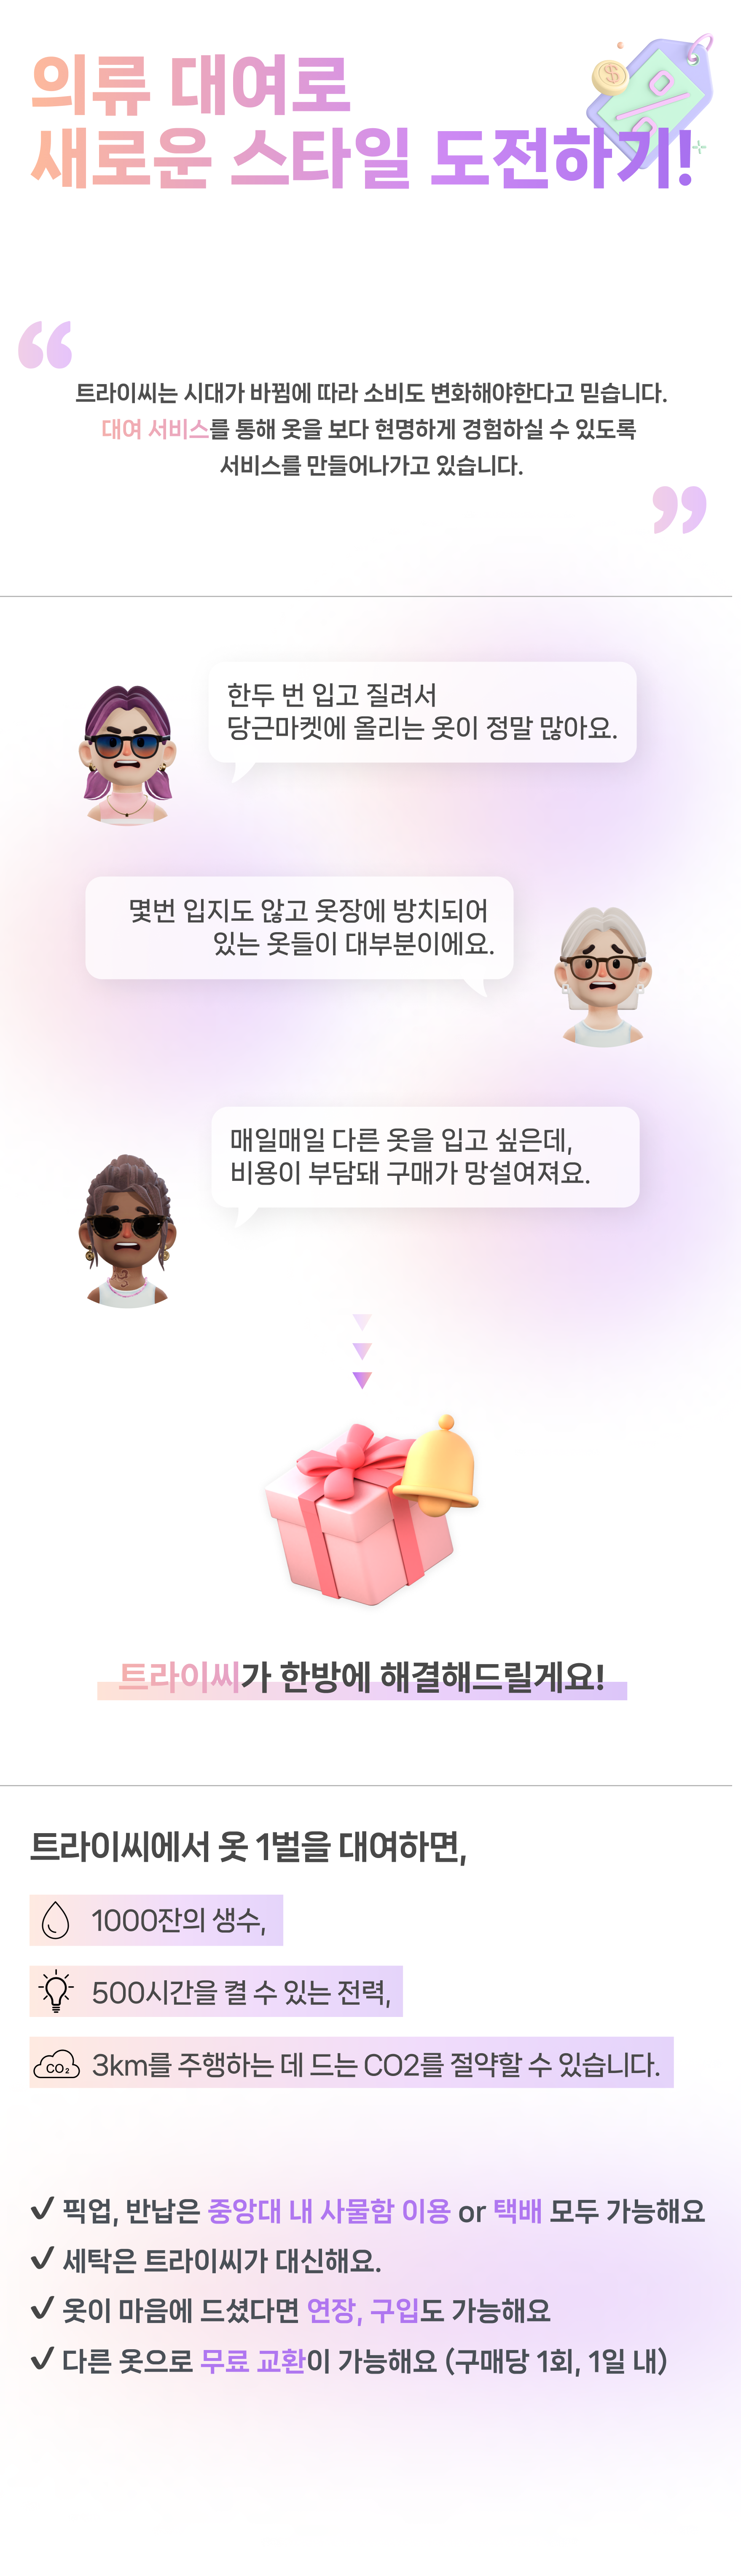 의류 대여로
새로운 스타일 도전하기!
“
트라이씨는 시대가 바뀜에 따라 소비도 변화해야한다고 믿습니다.
대여 서비스를 통해 옷을 보다 현명하게 경험하실 수 있도록
서비스를 만들어나가고 있습니다.
”
한두 번 입고 질려서
당근마켓에 올리는 옷이 정말 많아요.
몇번 입지도 않고 옷장에 방치되어
있는 옷들이 대부분이에요.
매일매일 다른 옷을 입고 싶은데,
비용이 부담돼 구매가 망설여져요.
트라이씨가 한방에 해결해드릴게요!
트라이씨에서 옷 1벌을 대여하면,
1000잔의 생수,
500시간을 켤 수 있는 전력,
CO₂
3km를 주행하는 데 드는 CO2를 절약할 수 있습니다.
✔ 픽업, 반납은 중앙대 내 사물함 이용 or 택배 모두 가능해요
✔ 세탁은 트라이씨가 대신해요.
✔ 옷이 마음에 드셨다면 연장, 구입도 가능해요
✔ 다른 옷으로 무료 교환이 가능해요 (구매당 1회, 1일 내)